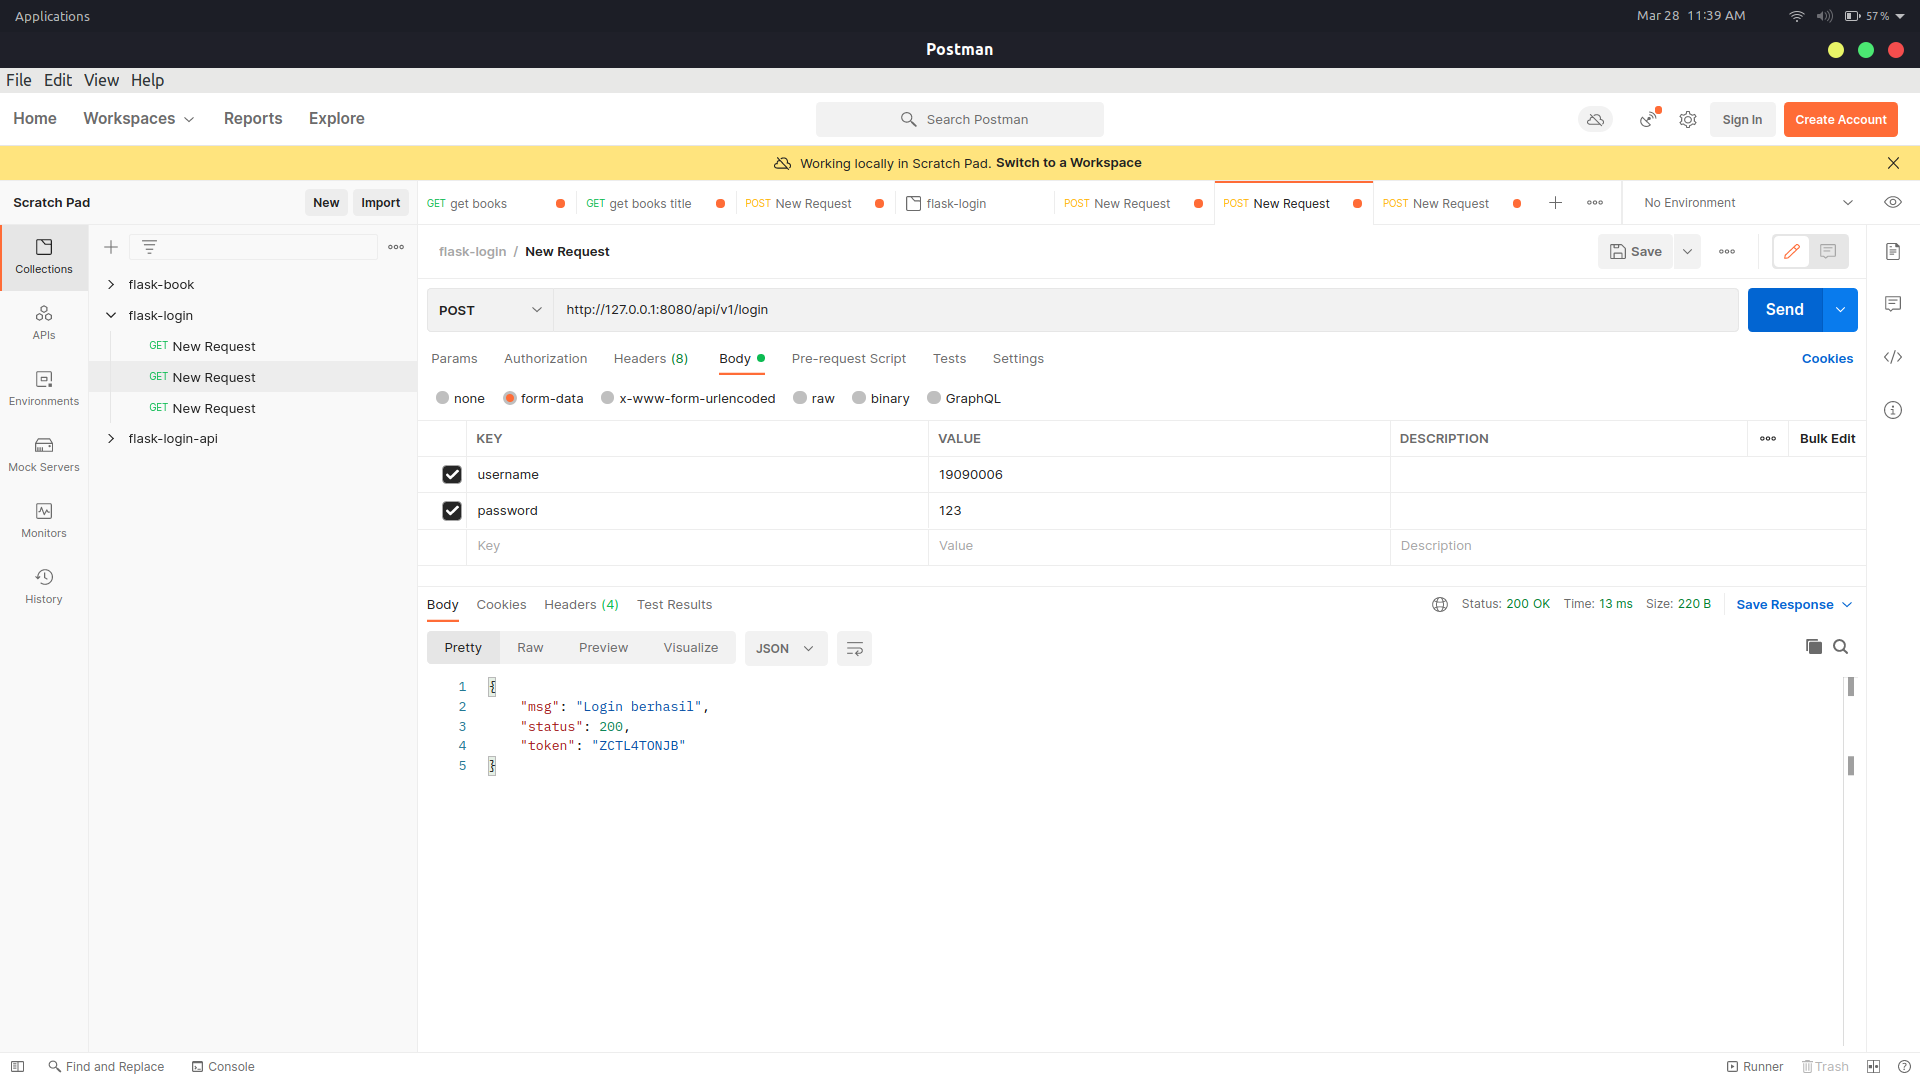 Applications
Mar 28 11:39 AM
57 %
Postman
File Edit View Help
Home Workspaces Reports Explore
Search Postman
Sign In
Create Account
Working locally in Scratch Pad. Switch to a Workspace
Scratch Pad
New
Import
GET get books
GET get books title
POST New Request
flask-login
POST New Request
POST New Request
POST New Request
No Environment
Collections
APIs
Environments
Mock Servers
Monitors
History
flask-book
flask-login
GET New Request
GET New Request
GET New Request
flask-login-api
flask-login / New Request
Save
POST
http://127.0.0.1:8080/api/v1/login
Send
Params Authorization Headers (8) Body Pre-request Script Tests Settings
Cookies
none form-data x-www-form-urlencoded raw binary GraphQL
KEY VALUE DESCRIPTION Bulk Edit
username 19090006
password 123
Key Value Description
Body Cookies Headers (4) Test Results
Status: 200 OK Time: 13 ms Size: 220 B Save Response
Pretty Raw Preview Visualize JSON
1 {
2 "msg": "Login berhasil",
3 "status": 200,
4 "token": "ZCTL4TONJB"
5 }
Find and Replace Console
Runner Trash